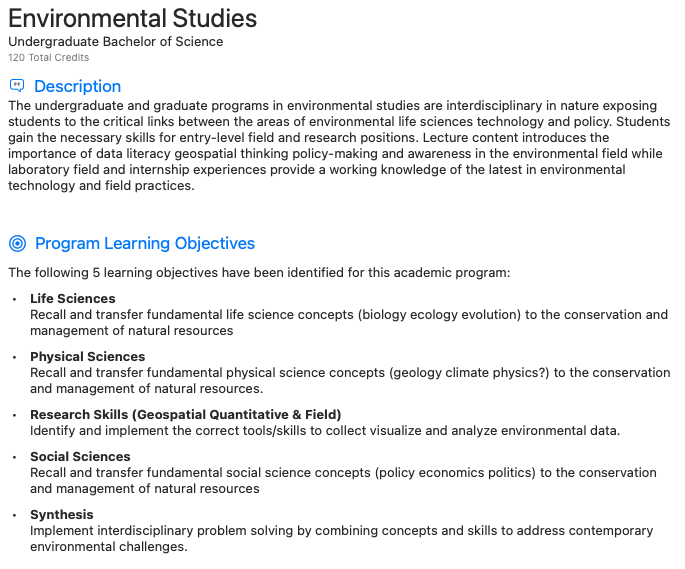 Environmental Studies
Undergraduate Bachelor of Science
120 Total Credits
Description
The undergraduate and graduate programs in environmental studies are interdisciplinary in nature exposing
students to the critical links between the areas of environmental life sciences technology and policy. Students
gain the necessary skills for entry-level field and research positions. Lecture content introduces the
importance of data literacy geospatial thinking policy-making and awareness in the environmental field while
laboratory field and internship experiences provide a working knowledge of the latest in environmental
technology and field practices.
Program Learning Objectives
The following 5 learning objectives have been identified for this academic program:
• Life Sciences
Recall and transfer fundamental life science concepts (biology ecology evolution) to the conservation and
management of natural resources
• Physical Sciences
Recall and transfer fundamental physical science concepts (geology climate physics?) to the conservation
and management of natural resources.
• Research Skills (Geospatial Quantitative & Field)
Identify and implement the correct tools/skills to collect visualize and analyze environmental data.
• Social Sciences
Recall and transfer fundamental social science concepts (policy economics politics) to the conservation
and management of natural resources
• Synthesis
Implement interdisciplinary problem solving by combining concepts and skills to address contemporary
environmental challenges.